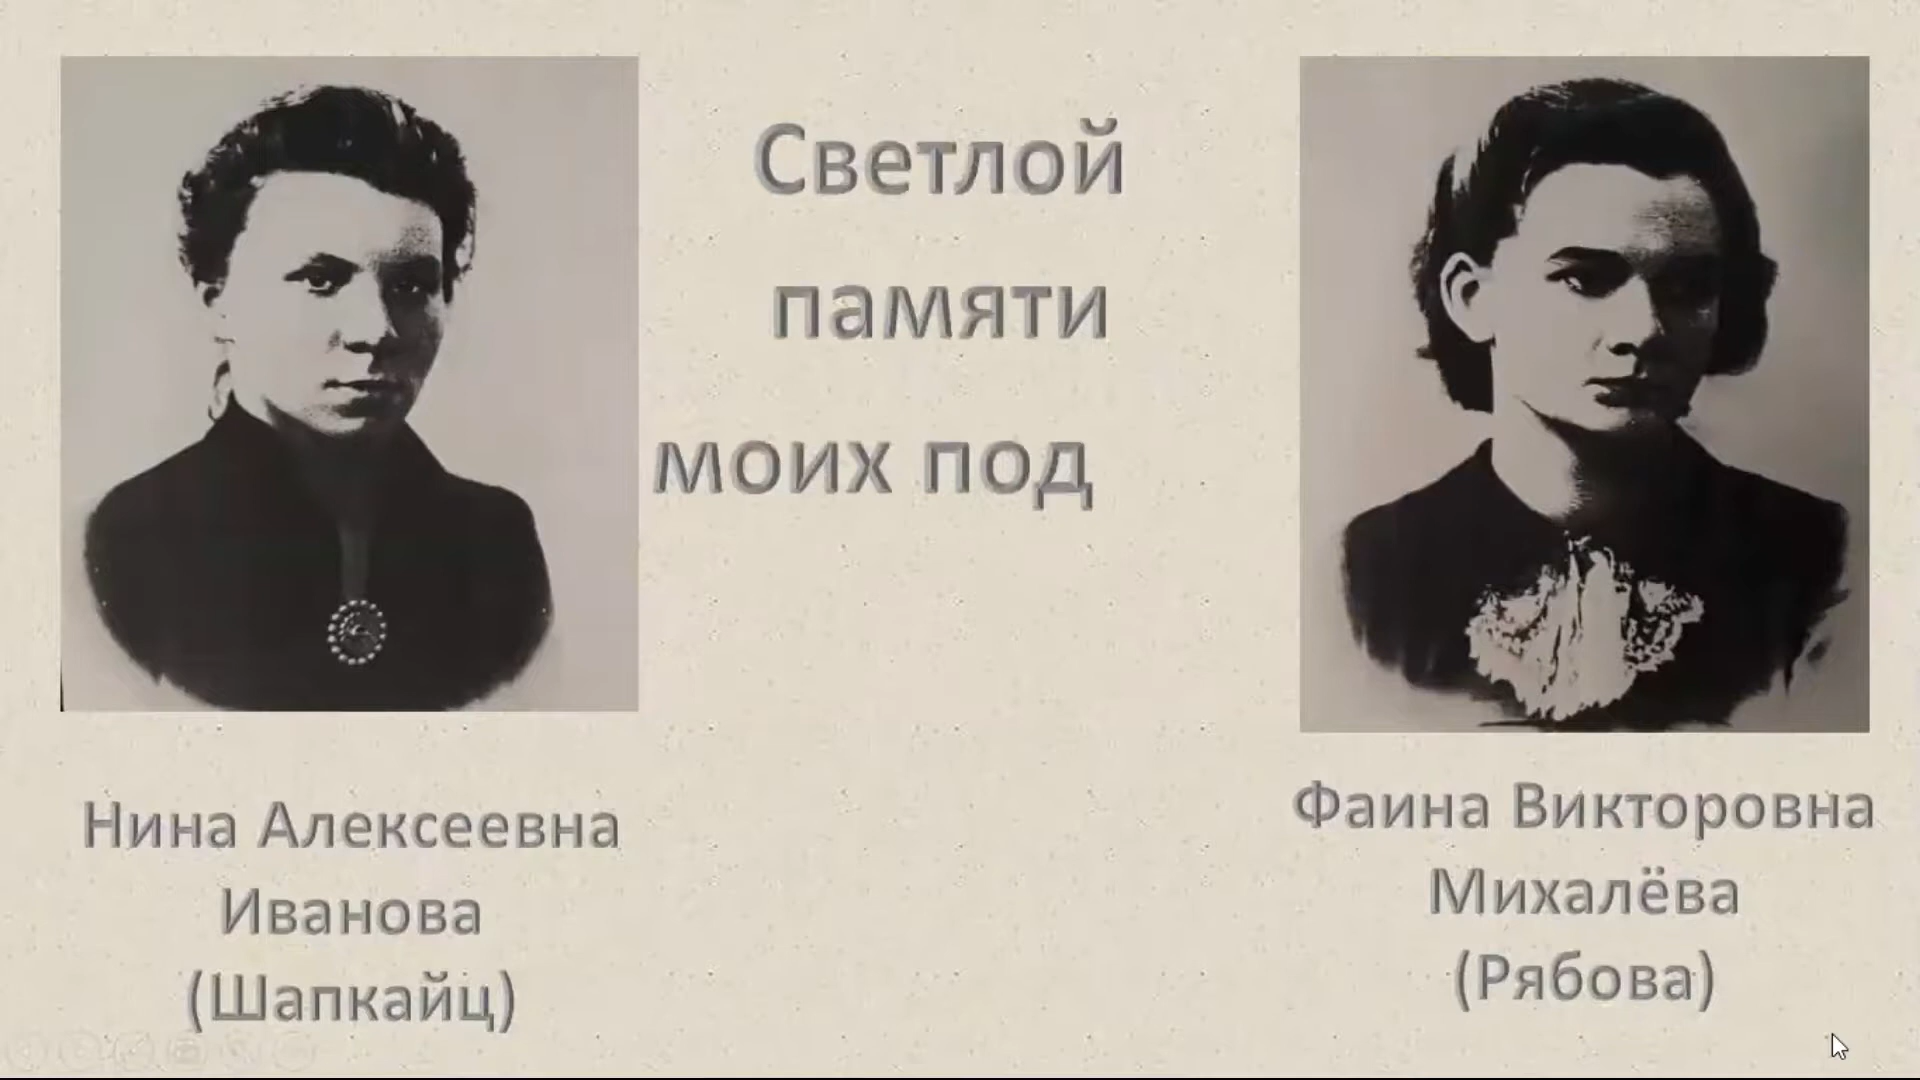 Светлой
памяти
моих под
Нина Алексеевна
Иванова
(Шапкайц)
Фаина Викторовна
Михалёва
(Рябова)